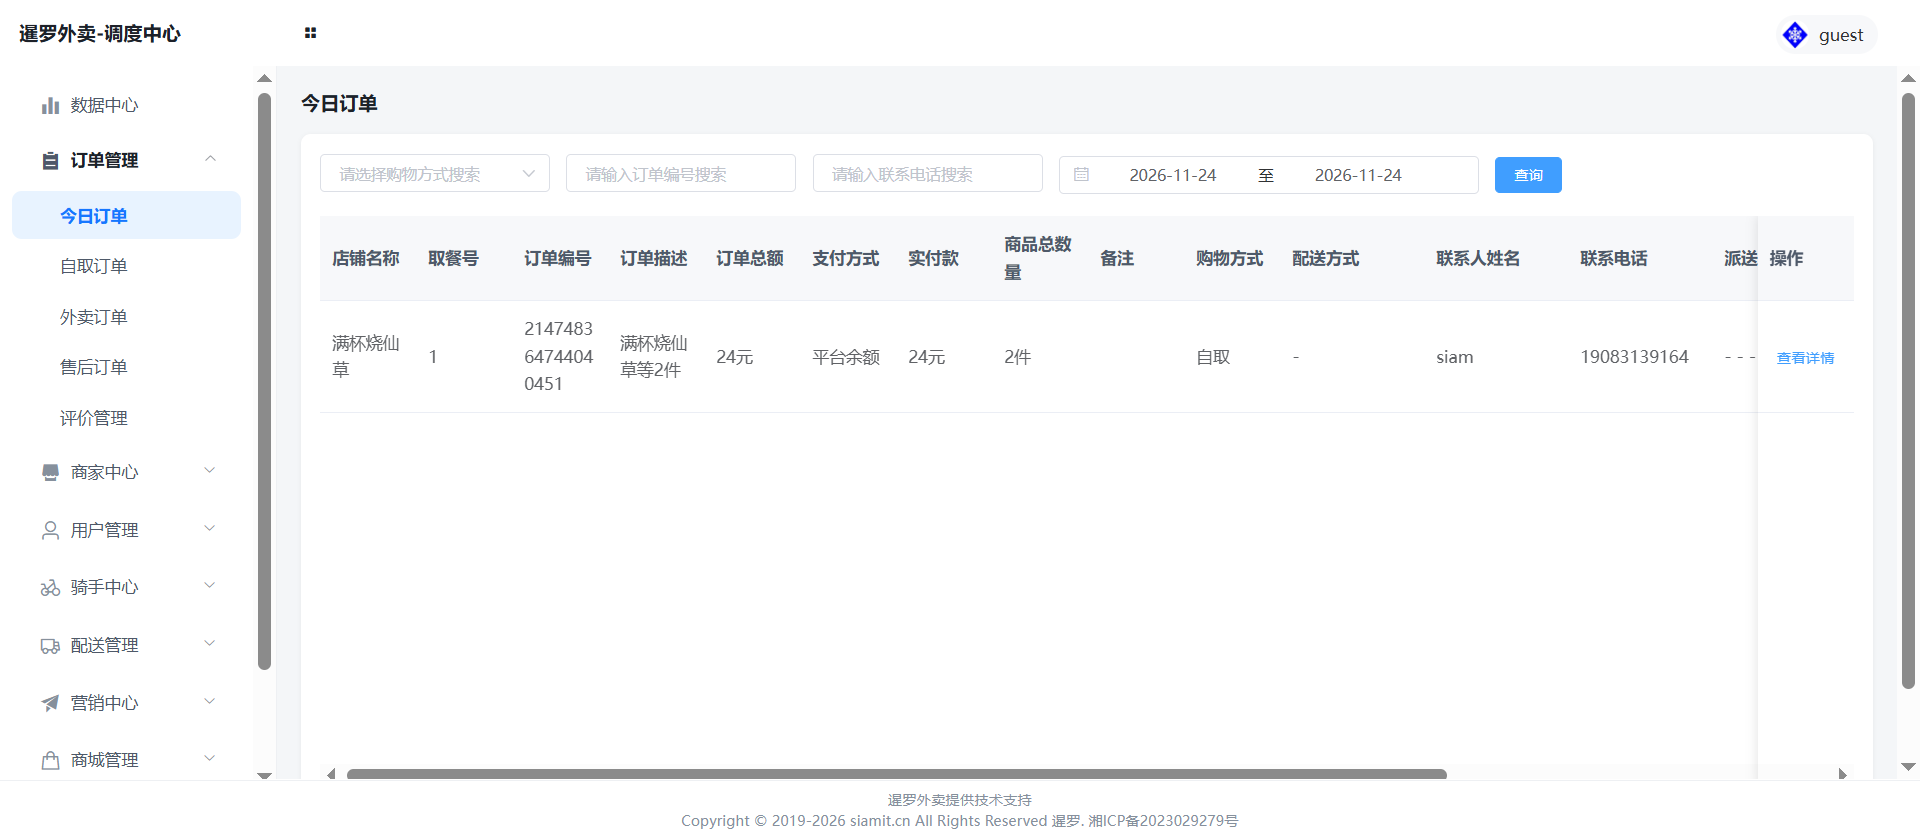 暹罗外卖-调度中心
guest
数据中心
订单管理
今日订单
自取订单
外卖订单
售后订单
评价管理
商家中心
用户管理
骑手中心
配送管理
营销中心
商城管理
今日订单
请选择购物方式搜索
请输入订单编号搜索
请输入联系电话搜索
2026-11-24 至 2026-11-24
查询
店铺名称 取餐号 订单编号 订单描述 订单总额 支付方式 实付款 商品总数量 备注 购物方式 配送方式 联系人姓名 联系电话 派送 操作
满杯烧仙草 1 2147483647440404​51 满杯烧仙草等2件 24元 平台余额 24元 2件 自取 - siam 19083139164 - - - 查看详情
暹罗外卖提供技术支持
Copyright © 2019-2026 siamit.cn All Rights Reserved 暹罗. 湘ICP备2023029279号